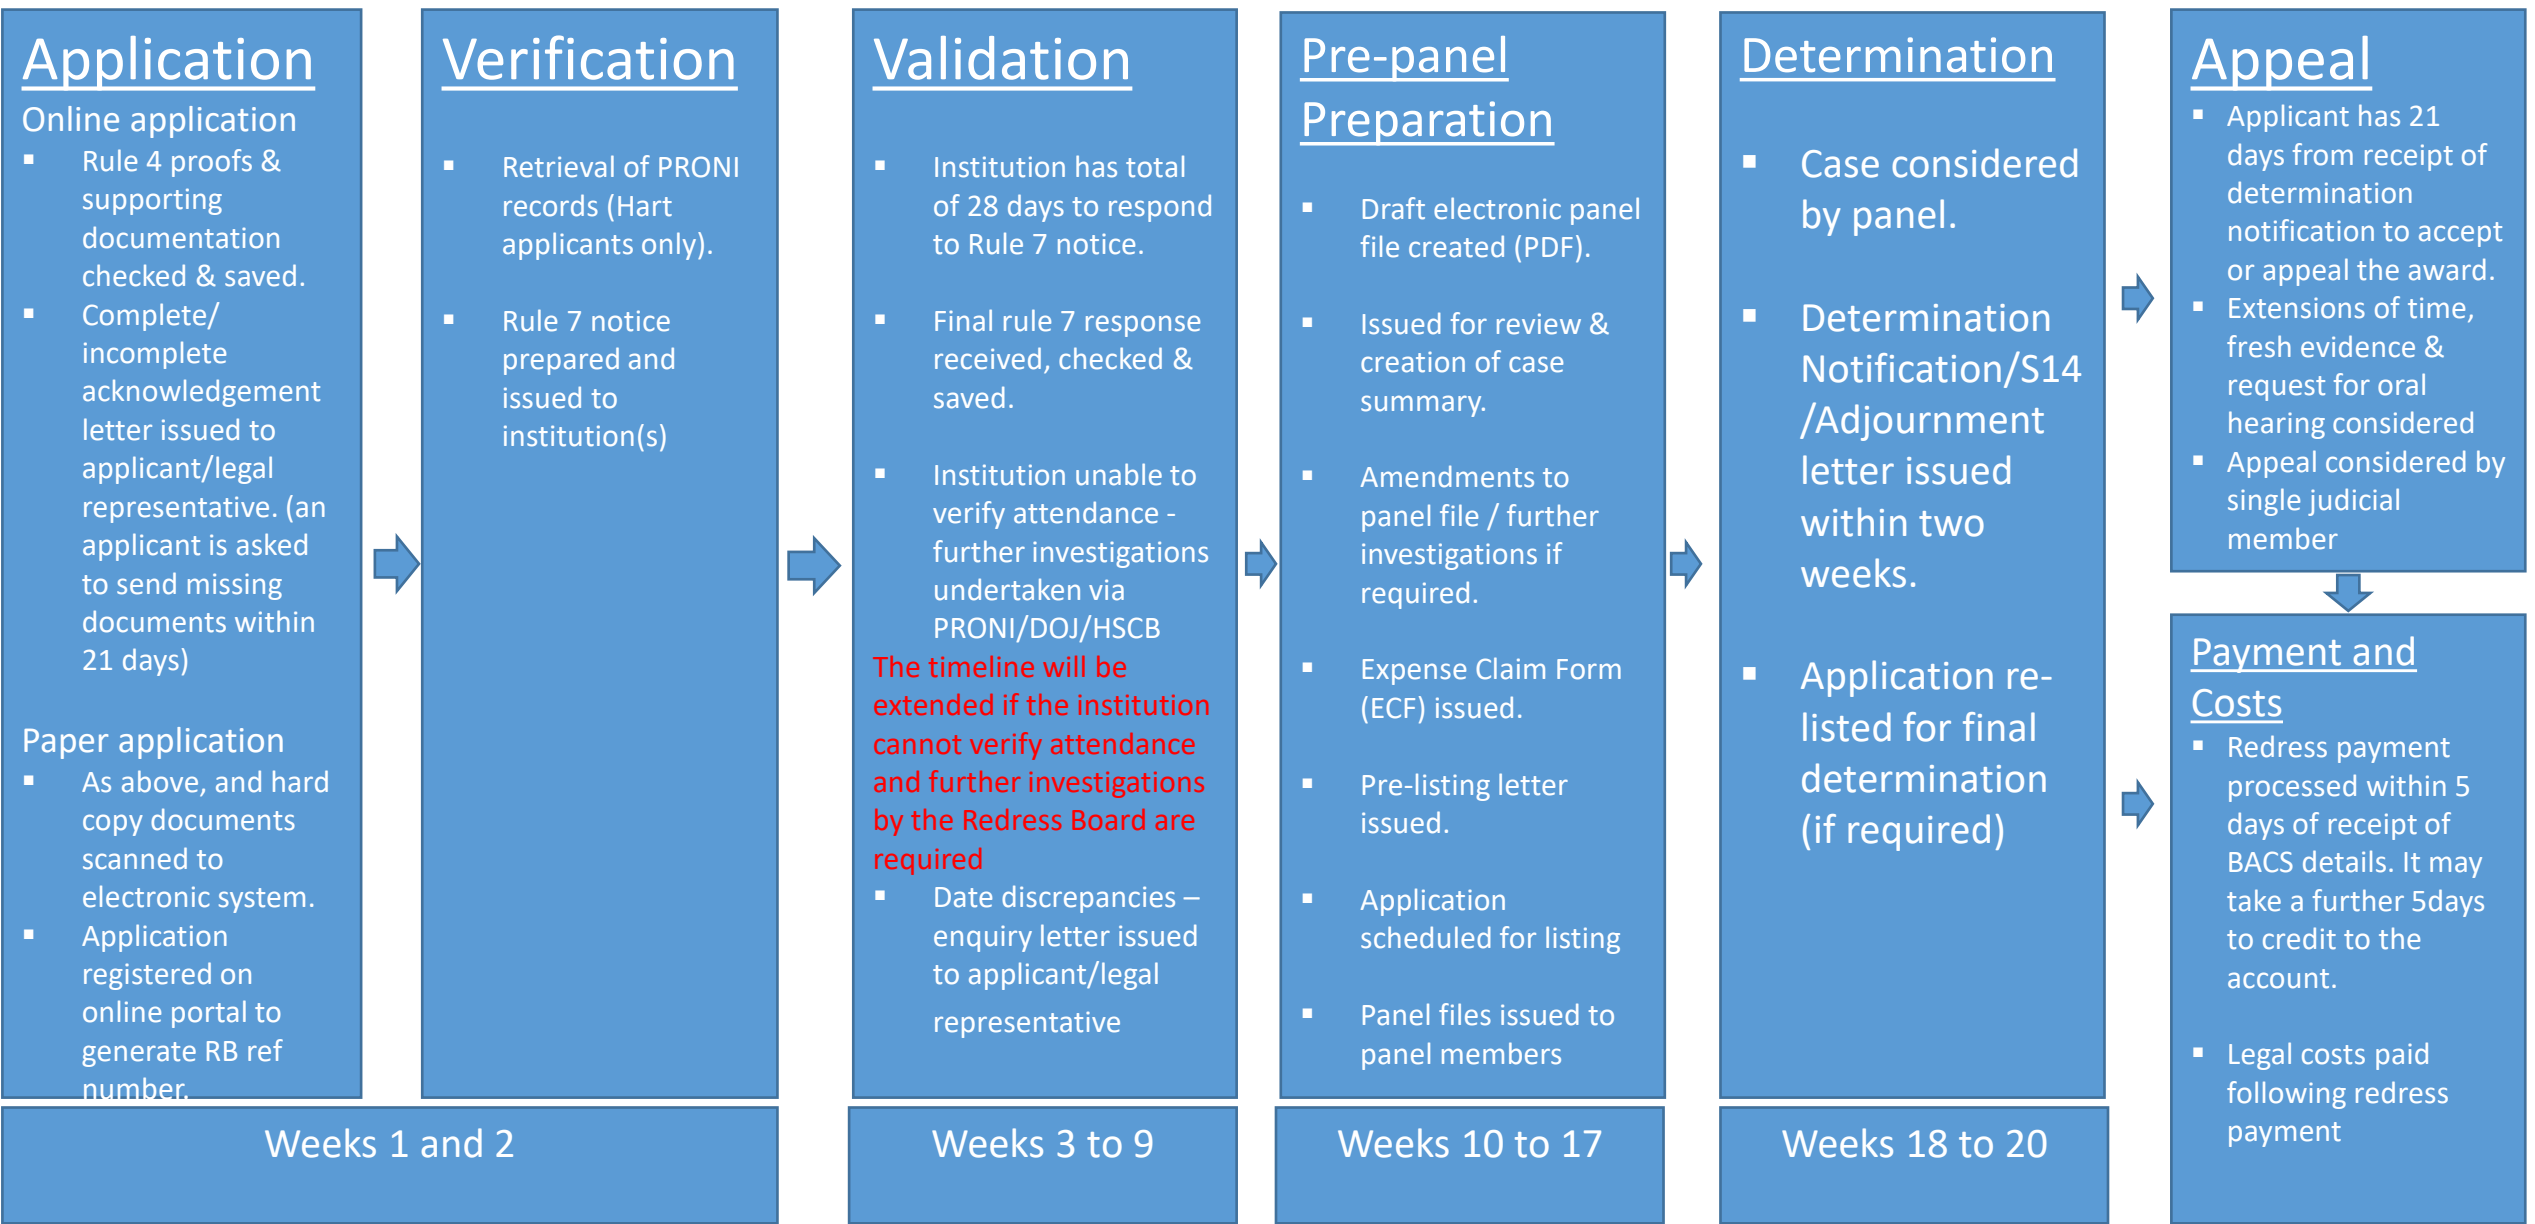 Application
Online application
▪ Rule 4 proofs &
supporting
documentation
checked & saved.
▪ Complete/
incomplete
acknowledgement
letter issued to
applicant/legal
representative. (an
applicant is asked
to send missing
documents within
21 days)
Paper application
▪ As above, and hard
copy documents
scanned to
electronic system.
▪ Application
registered on
online portal to
generate RB ref
number.
Verification
▪ Retrieval of PRONI
records (Hart
applicants only).
▪ Rule 7 notice
prepared and
issued to
institution(s)
Weeks 1 and 2
Validation
▪ Institution has total
of 28 days to respond
to Rule 7 notice.
▪ Final rule 7 response
received, checked &
saved.
▪ Institution unable to
verify attendance -
further investigations
undertaken via
PRONI/DOJ/HSCB
The timeline will be
extended if the institution
cannot verify attendance
and further investigations
by the Redress Board are
required
▪ Date discrepancies –
enquiry letter issued
to applicant/legal
representative
Weeks 3 to 9
Pre-panel
Preparation
▪ Draft electronic panel
file created (PDF).
▪ Issued for review &
creation of case
summary.
▪ Amendments to
panel file / further
investigations if
required.
▪ Expense Claim Form
(ECF) issued.
▪ Pre-listing letter
issued.
▪ Application
scheduled for listing
▪ Panel files issued to
panel members
Weeks 10 to 17
Determination
▪ Case considered
by panel.
▪ Determination
Notification/S14
/Adjournment
letter issued
within two
weeks.
▪ Application re-
listed for final
determination
(if required)
Weeks 18 to 20
Appeal
▪ Applicant has 21
days from receipt of
determination
notification to accept
or appeal the award.
▪ Extensions of time,
fresh evidence &
request for oral
hearing considered
▪ Appeal considered by
single judicial
member
Payment and
Costs
▪ Redress payment
processed within 5
days of receipt of
BACS details. It may
take a further 5days
to credit to the
account.
▪ Legal costs paid
following redress
payment